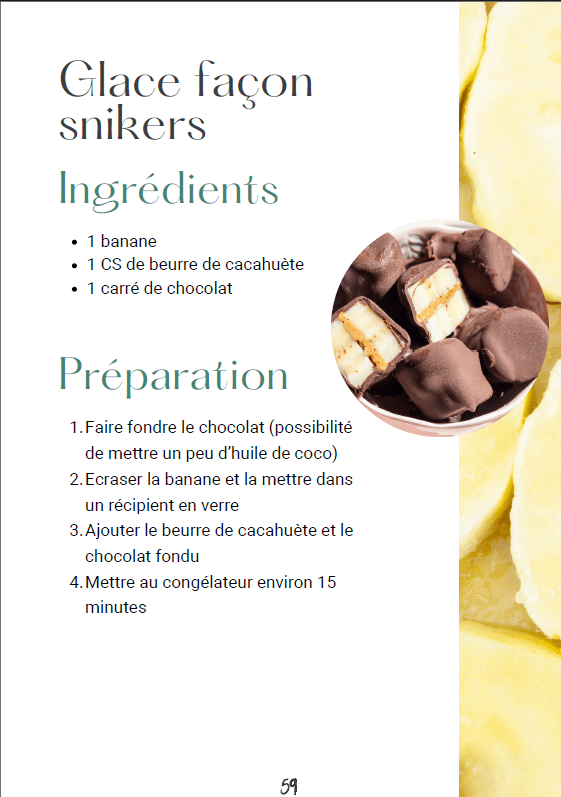 Glace façon
snikers
Ingrédients
• 1 banane
• 1 CS de beurre de cacahuète
• 1 carré de chocolat
Préparation
1. Faire fondre le chocolat (possibilité
de mettre un peu d'huile de coco)
2. Ecraser la banane et la mettre dans
un récipient en verre
3. Ajouter le beurre de cacahuète et le
chocolat fondu
4. Mettre au congélateur environ 15
minutes
59